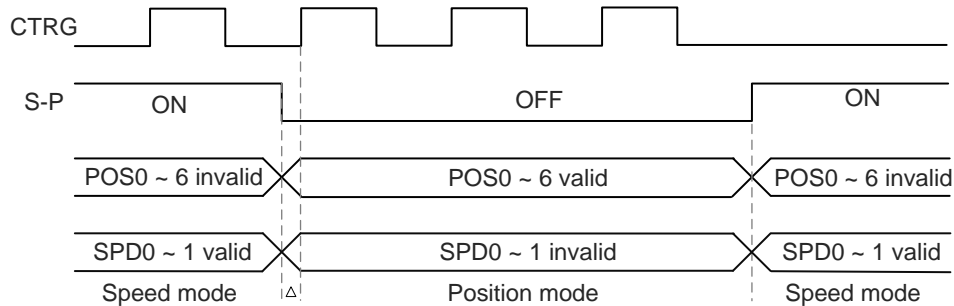 CTRG
S-P ON OFF ON
POS0 ~ 6 invalid POS0 ~ 6 valid POS0 ~ 6 invalid
SPD0 ~ 1 valid SPD0 ~ 1 invalid SPD0 ~ 1 valid
Speed mode △ Position mode Speed mode